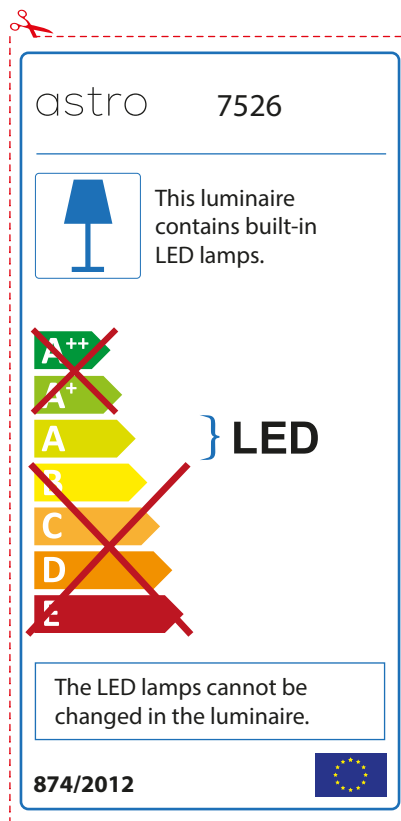 astro 7526
This luminaire
contains built-in
LED lamps.
A++
A+
A
} LED
B
C
D
E
The LED lamps cannot be
changed in the luminaire.
874/2012